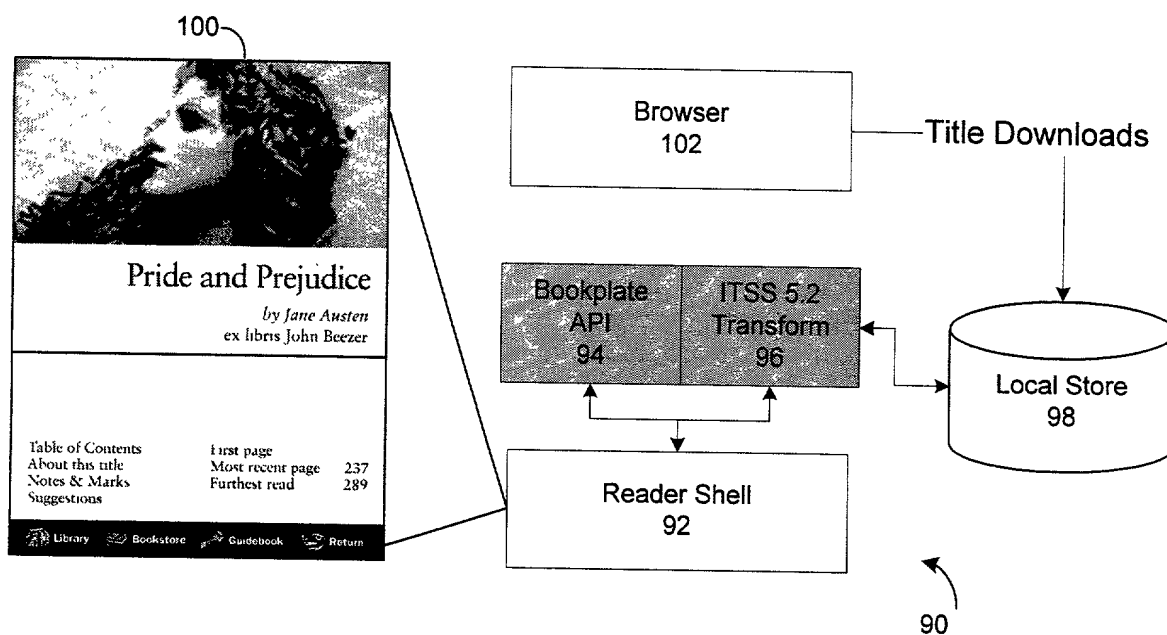 100
Pride and Prejudice
by Jane Austen
ex libris John Beezer
Table of Contents
About this title
Notes & Marks
Suggestions
First page
Most recent page 237
Furthest read 289
Library Bookstore Guidebook Return
Browser
102
Title Downloads
Bookplate
API
94
ITSS 5.2
Transform
96
Local Store
98
Reader Shell
92
90